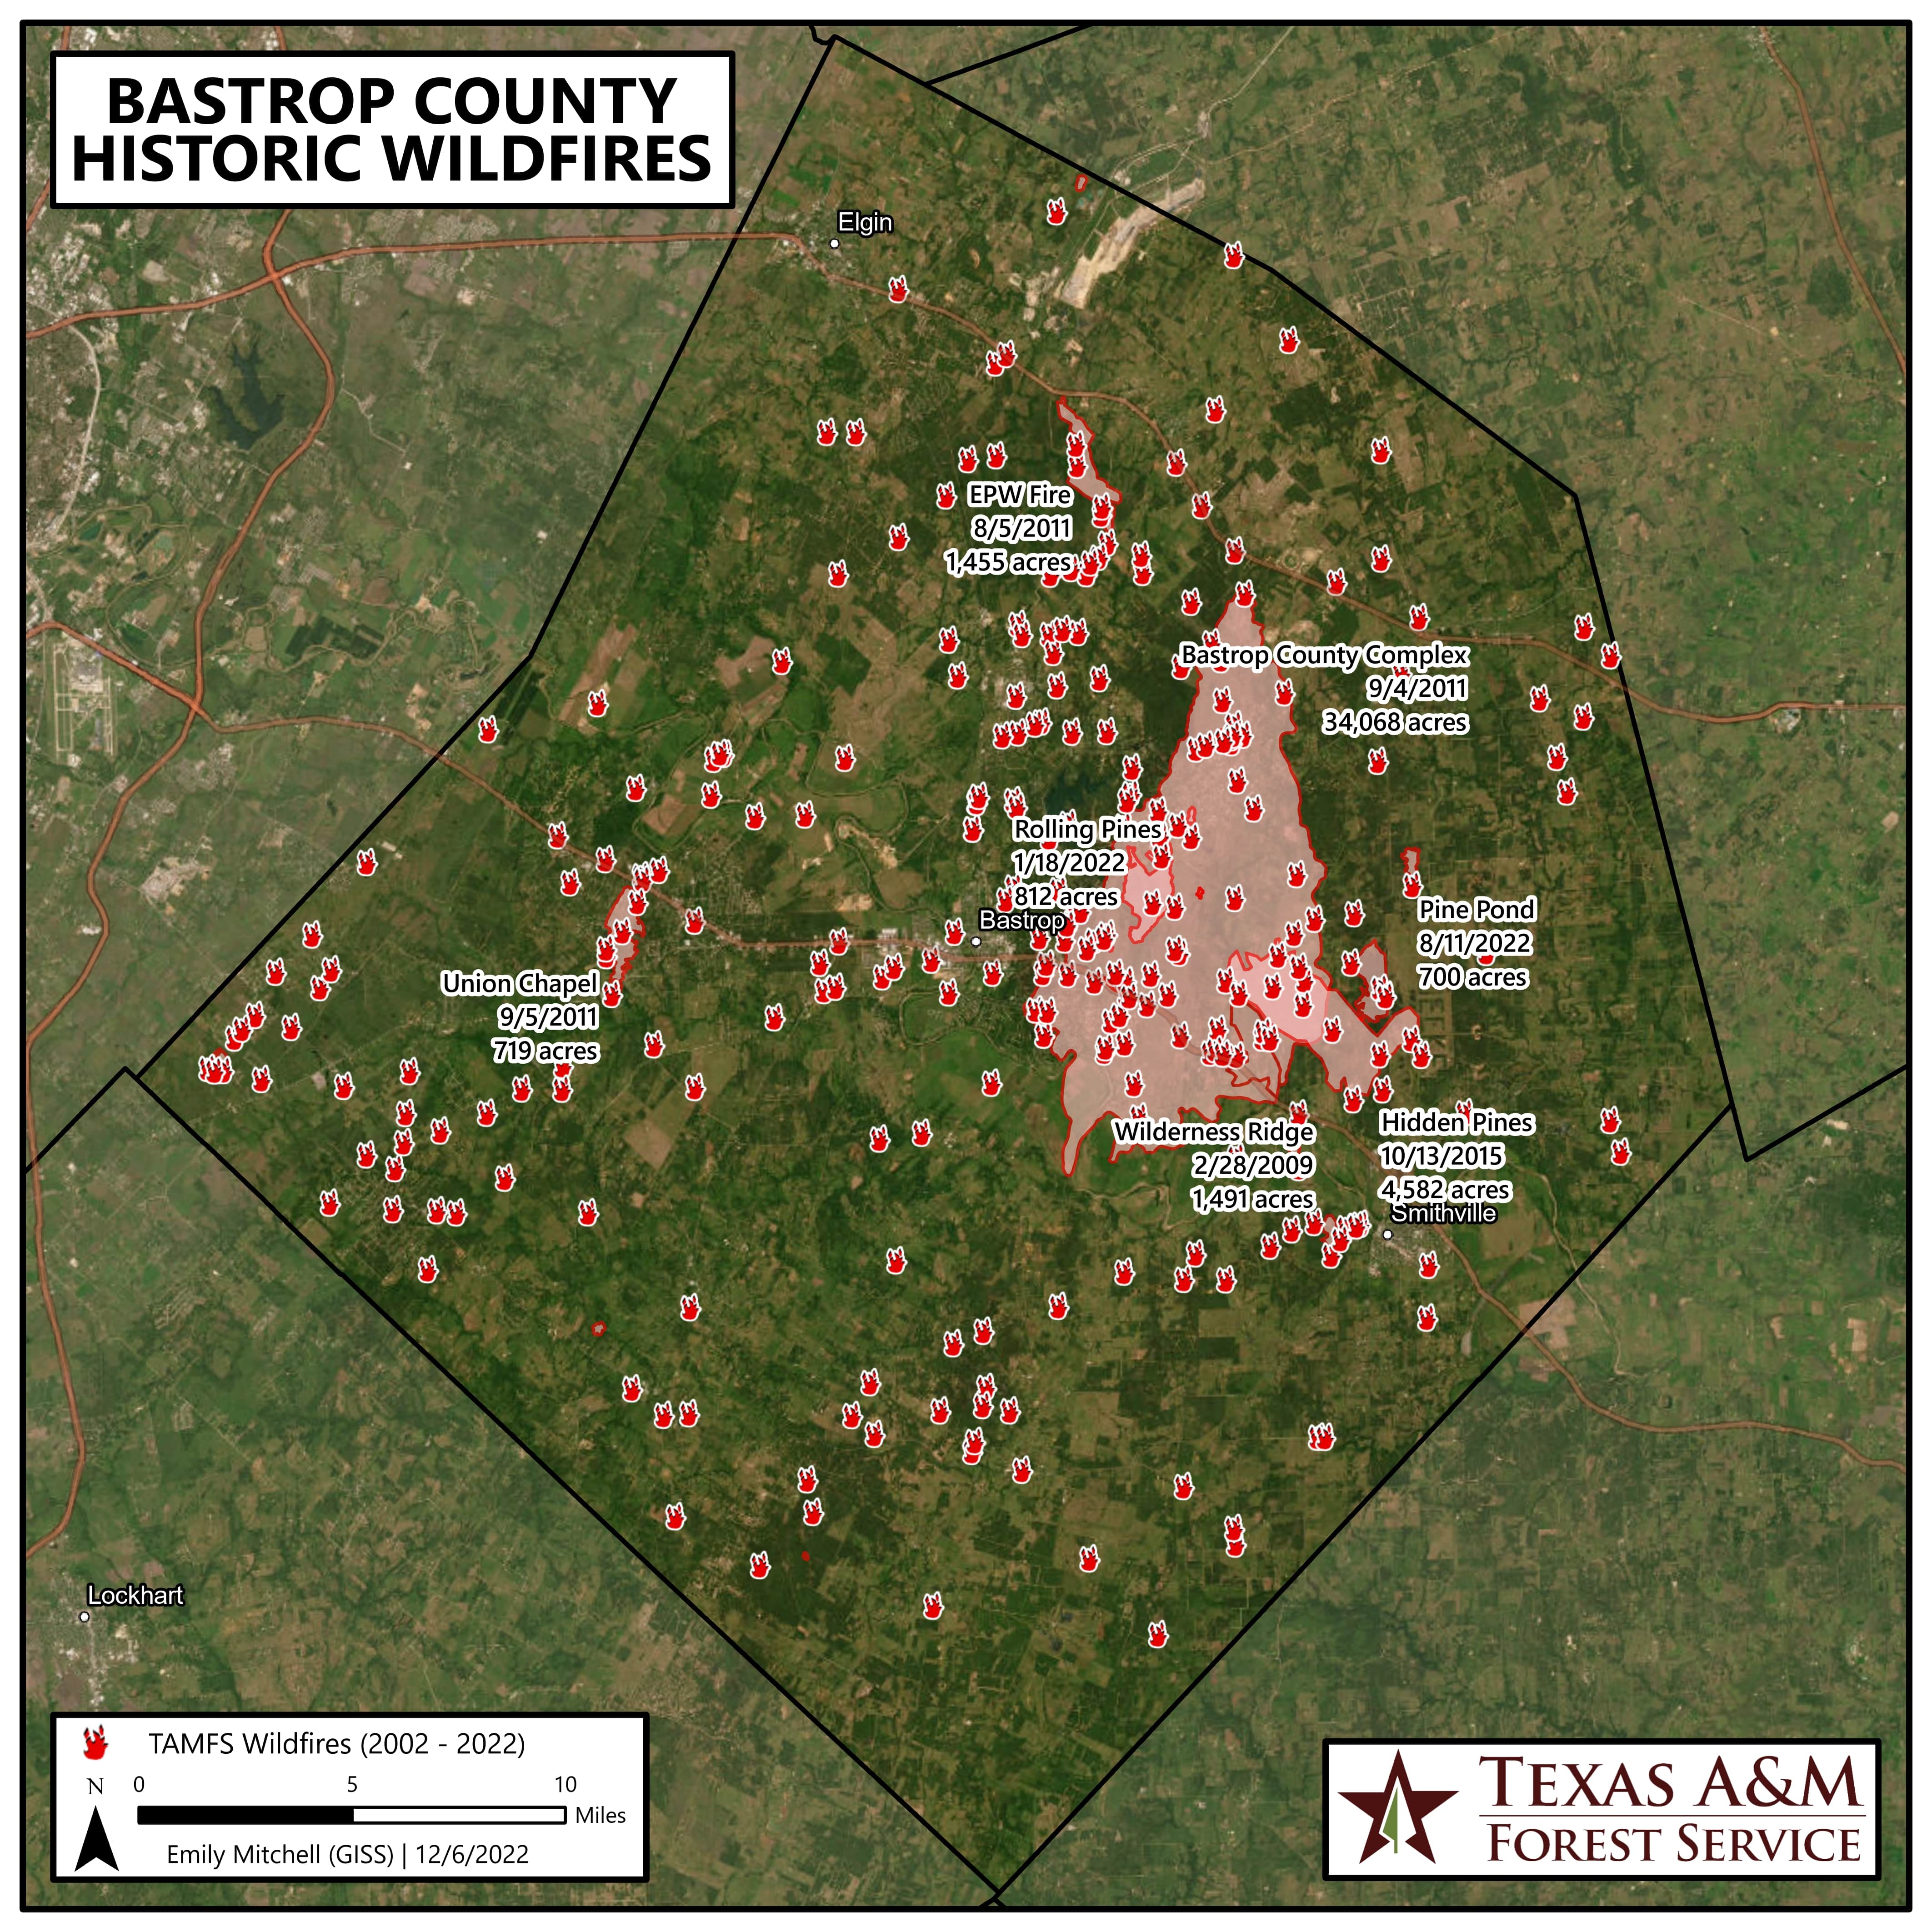 BASTROP COUNTY
HISTORIC WILDFIRES
Elgin
EPW Fire
8/5/2011
1,455 acres
Bastrop County Complex
9/4/2011
34,068 acres
Rolling Pines
1/18/2022
812 acres
Bastrop
Pine Pond
8/11/2022
700 acres
Union Chapel
9/5/2011
719 acres
Wilderness Ridge
2/28/2009
1,491 acres
Hidden Pines
10/13/2015
4,582 acres
Smithville
Lockhart
TAMFS Wildfires (2002 - 2022)
N 0 5 10
Miles
Emily Mitchell (GISS) | 12/6/2022
TEXAS A&M
FOREST SERVICE